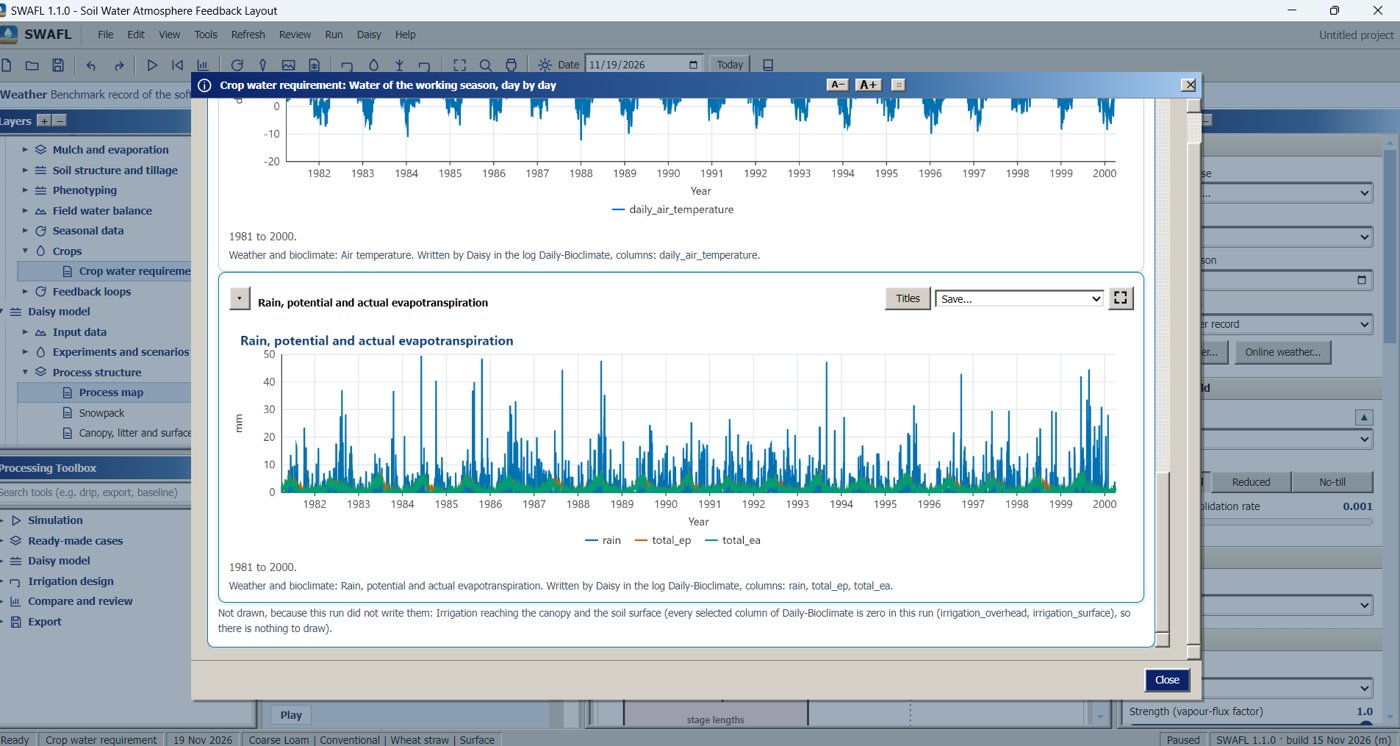 SWAFL 1.1.0 - Soil Water Atmosphere Feedback Layout
SWAFL File Edit View Tools Refresh Review Run Daisy Help Untitled project
Date 11/19/2026 Today
Weather Benchmark record of the sof
Crop water requirement: Water of the working season, day by day A− A+
Layers + −
Mulch and evaporation
Soil structure and tillage
Phenotyping
Field water balance
Seasonal data
Crops
Crop water requireme
Feedback loops
Daisy model
Input data
Experiments and scenarios
Process structure
Process map
Snowpack
Canopy, litter and surface
Processing Toolbox
Search tools (e.g. drip, export, baseline)
Simulation
Ready-made cases
Daisy model
Irrigation design
Compare and review
Export
0
-10
-20
1982 1983 1984 1985 1986 1987 1988 1989 1990 1991 1992 1993 1994 1995 1996 1997 1998 1999 2000
Year
daily_air_temperature
1981 to 2000.
Weather and bioclimate: Air temperature. Written by Daisy in the log Daily-Bioclimate, columns: daily_air_temperature.
Rain, potential and actual evapotranspiration Titles Save...
Rain, potential and actual evapotranspiration
50
40
30
20
10
0
mm
1982 1983 1984 1985 1986 1987 1988 1989 1990 1991 1992 1993 1994 1995 1996 1997 1998 1999 2000
Year
rain total_ep total_ea
1981 to 2000.
Weather and bioclimate: Rain, potential and actual evapotranspiration. Written by Daisy in the log Daily-Bioclimate, columns: rain, total_ep, total_ea.
Not drawn, because this run did not write them: Irrigation reaching the canopy and the soil surface (every selected column of Daily-Bioclimate is zero in this run (irrigation_overhead, irrigation_surface), so
there is nothing to draw).
Close
Online weather...
Reduced No-till
0.001
Strength (vapour-flux factor) 1.0
Play
stage lengths
Ready Crop water requirement 19 Nov 2026 Coarse Loam | Conventional | Wheat straw | Surface Paused SWAFL 1.1.0 · build 15 Nov 2026 (m)